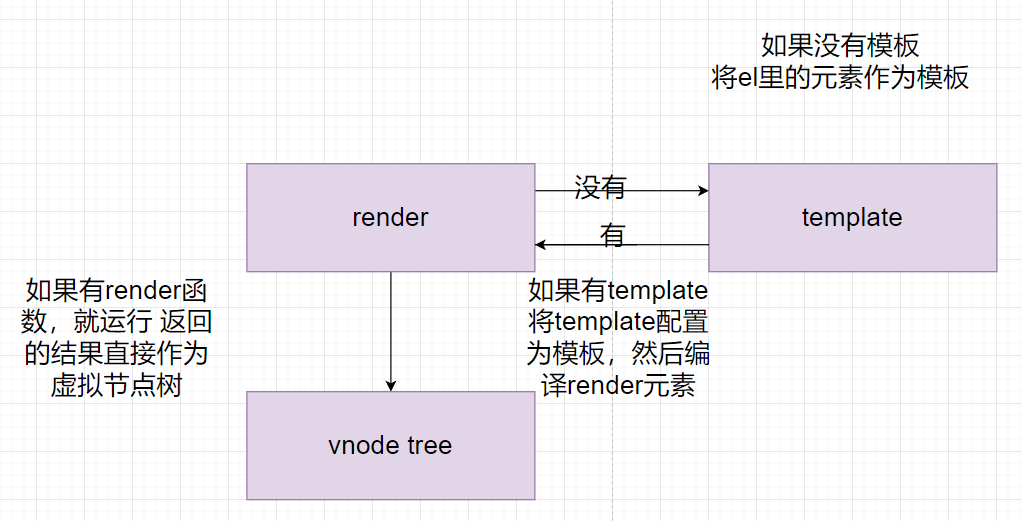 如果没有模板
将el里的元素作为模板
没有
render
template
有
如果有render函
数，就运行 返回
的结果直接作为
虚拟节点树
如果有template
将template配置
为模板，然后编
译render元素
vnode tree